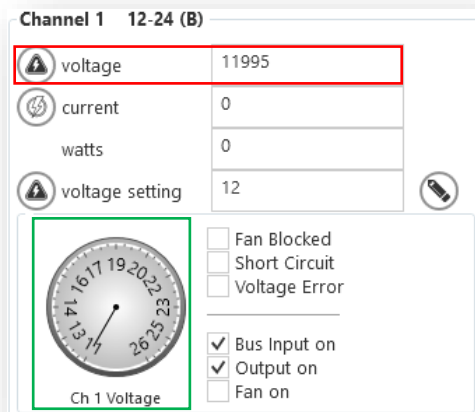 Channel 1 12-24 (B)
voltage 11995
current 0
watts 0
voltage setting 12
Fan Blocked
Short Circuit
Voltage Error
11 13 14 16 17 19 20 22 23 25 26
Bus Input on
Output on
Fan on
Ch 1 Voltage